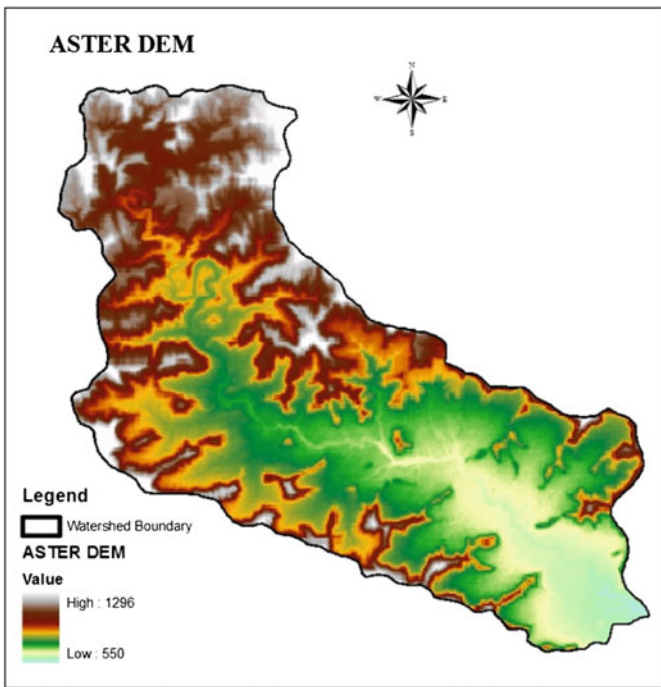 ASTER DEM
N
W E
S
Legend
Watershed Boundary
ASTER DEM
Value
High : 1296
Low : 550